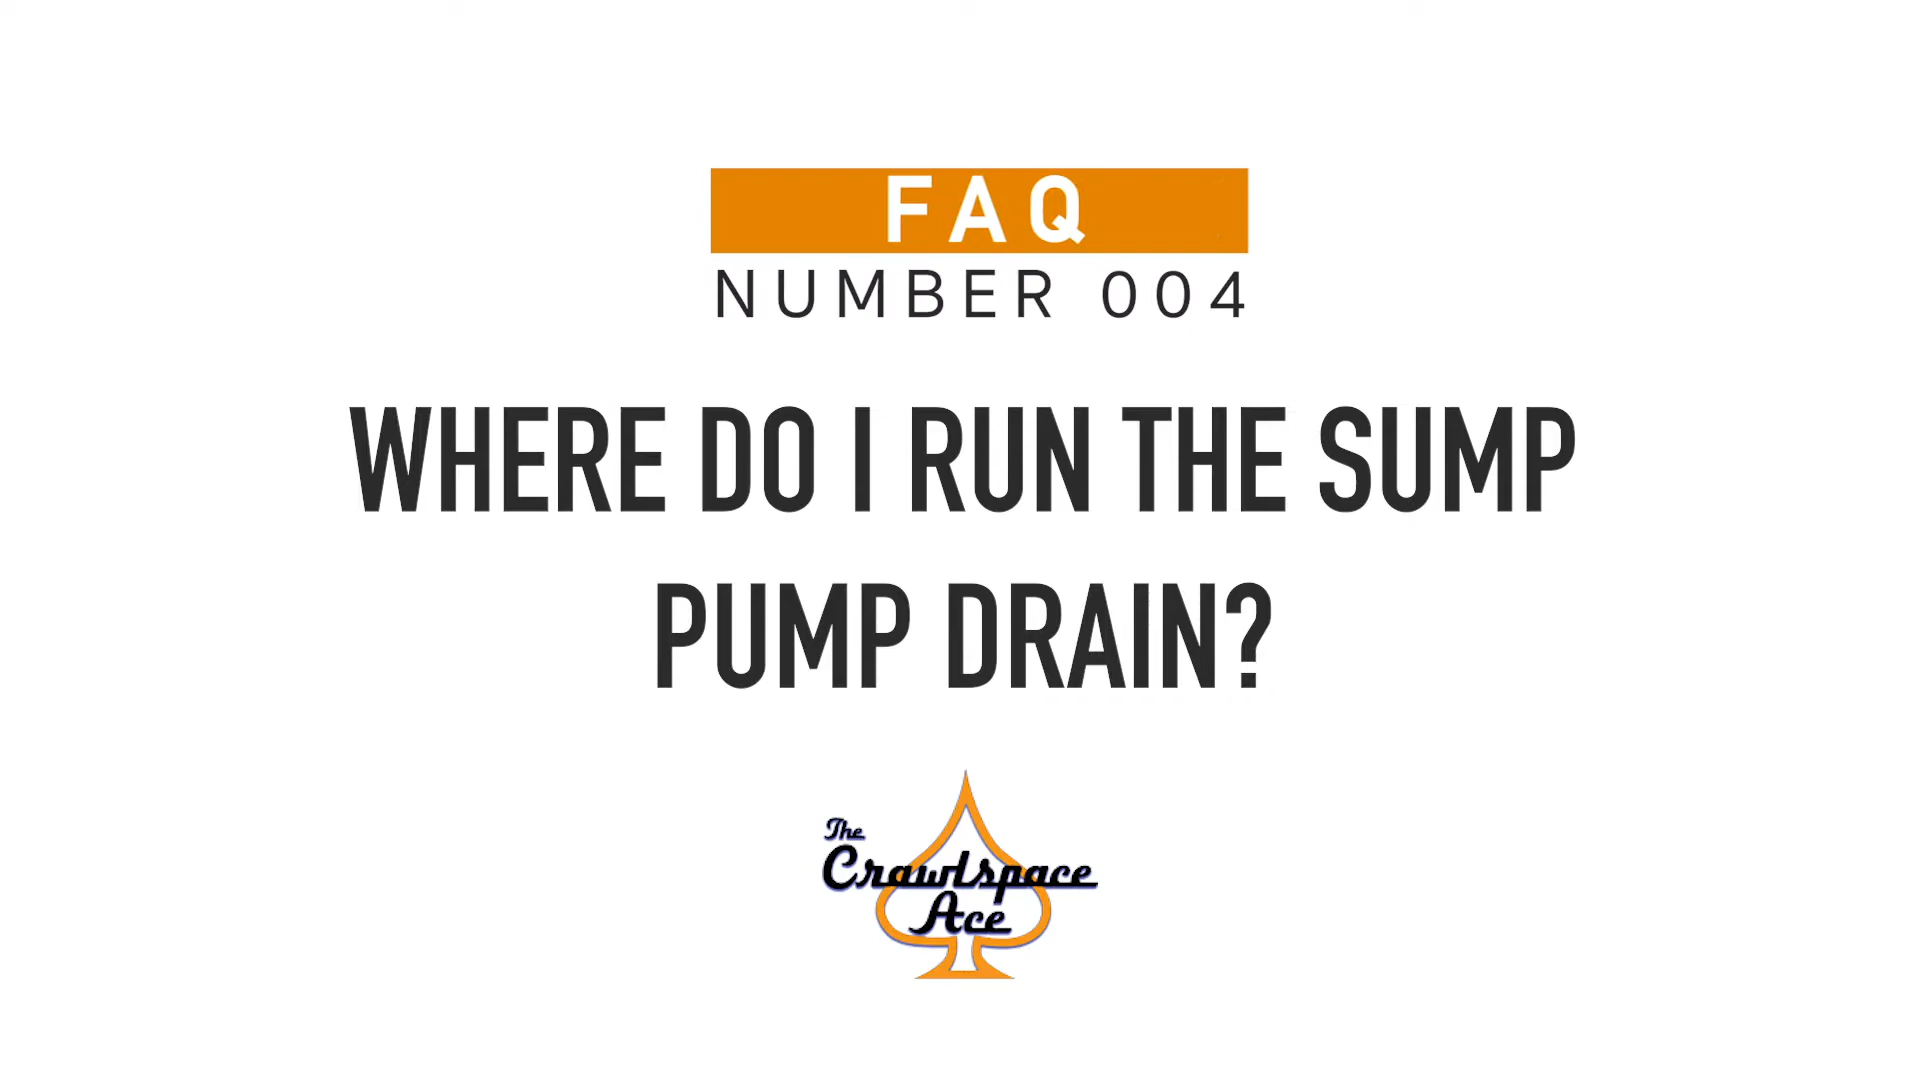 FAQ
NUMBER 004
WHERE DO I RUN THE SUMP
PUMP DRAIN?
The
Crawlspace
Ace